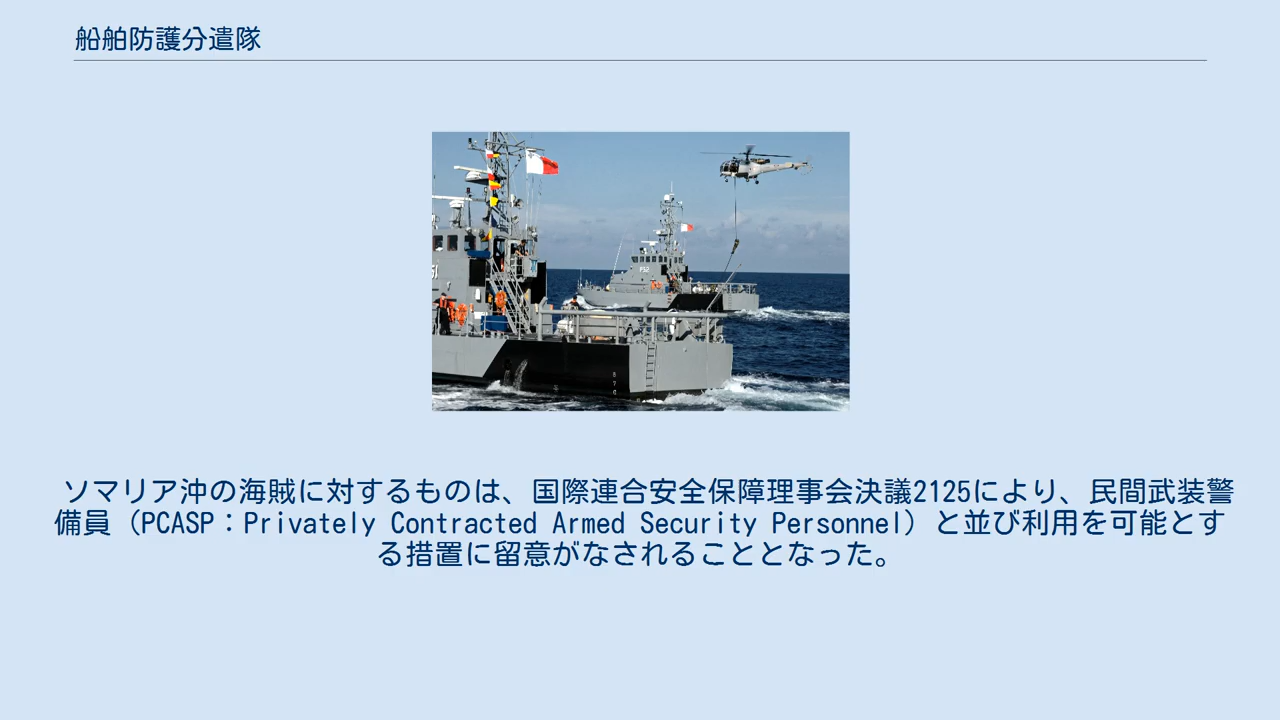 船舶防護分遣隊
P52
51
ソマリア沖の海賊に対するものは、国際連合安全保障理事会決議2125により、民間武装警
備員（PCASP：Privately Contracted Armed Security Personnel）と並び利用を可能とす
る措置に留意がなされることとなった。